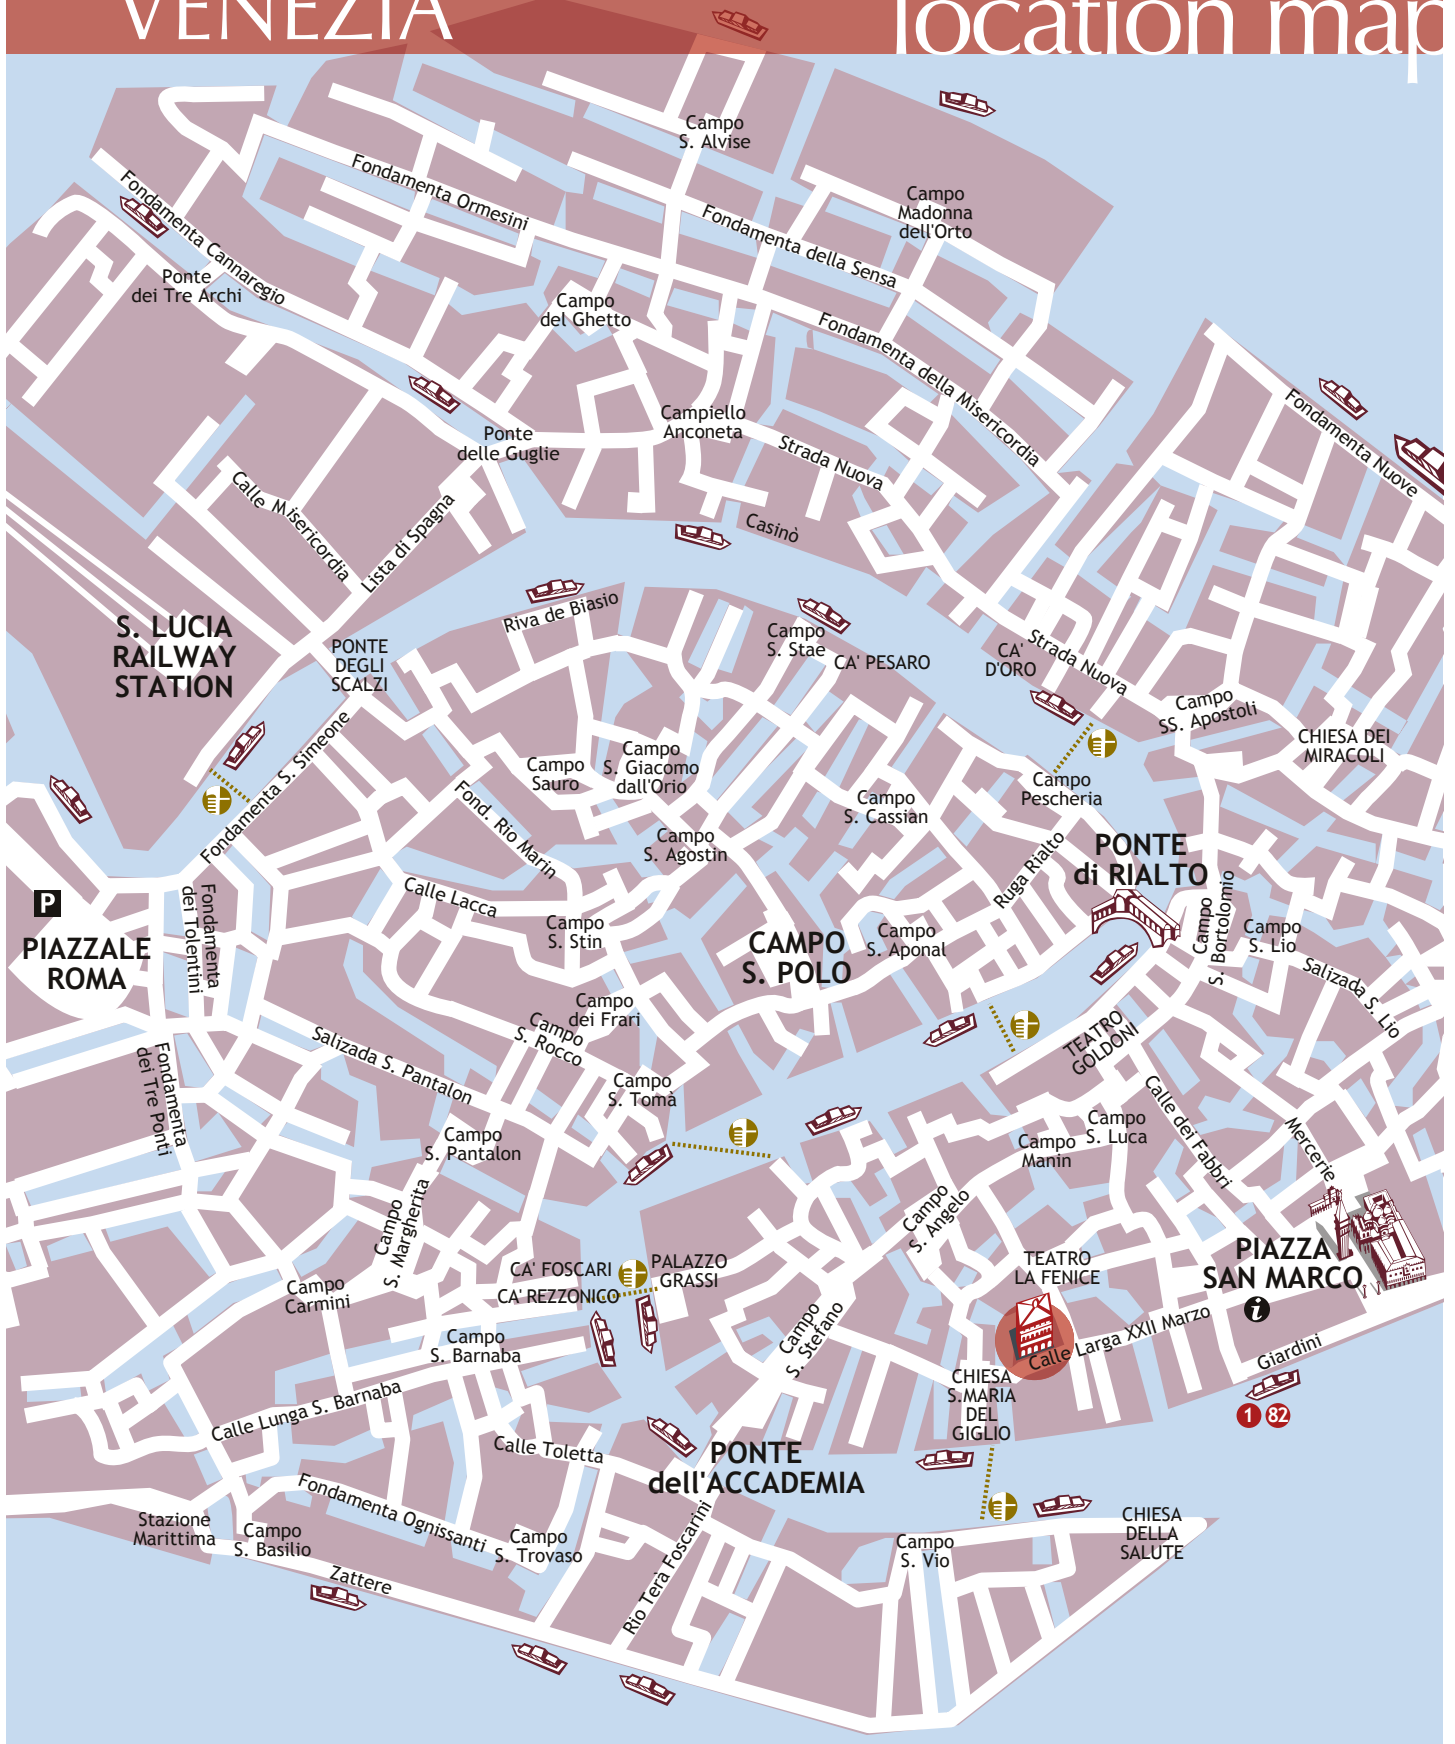 VENEZIA
location map
Campo
S. Alvise
Fondamenta Ormesini
Campo
Madonna
dell'Orto
Fondamenta della Sensa
Fondamenta Cannaregio
Ponte
dei Tre Archi
Campo
del Ghetto
Fondamenta della Misericordia
Fondamenta Nuove
Campiello
Anconeta
Strada Nuova
Ponte
delle Guglie
Calle Misericordia
Lista di Spagna
Casinò
Riva de Biasio
S. LUCIA
RAILWAY
STATION
PONTE
DEGLI
SCALZI
Campo
S. Stae
CA' PESARO
CA'
D'ORO
Strada Nuova
Campo
SS. Apostoli
CHIESA DEI
MIRACOLI
Fondamenta S. Simeone
Campo
Sauro
Campo
S. Giacomo
dall'Orio
Campo
Pescheria
Fond. Rio Marin
Campo
S. Cassian
Campo
S. Agostin
Ruga Rialto
PONTE
di RIALTO
P
PIAZZALE
ROMA
Fondamenta
dei Tolentini
Calle Lacca
Campo
S. Stin
CAMPO
S. POLO
Campo
S. Aponal
Campo
S. Bortolomio
Campo
S. Lio
Salizada S. Lio
Campo
dei Frari
Campo
S. Rocco
Salizada S. Pantalon
TEATRO
GOLDONI
Fondamenta
dei Tre Ponti
Campo
S. Tomà
Calle dei Fabbri
Campo
S. Luca
Campo
Manin
Mercerie
Campo
S. Pantalon
Campo
S. Margherita
Campo
S. Angelo
CA' FOSCARI
PALAZZO
GRASSI
CA' REZZONICO
TEATRO
LA FENICE
PIAZZA
SAN MARCO
i
Campo
Carmini
Campo
S. Barnaba
Campo
S. Stefano
Calle Larga XXII Marzo
Giardini
1 82
CHIESA
S.MARIA
DEL
GIGLIO
Calle Lunga S. Barnaba
Calle Toletta
PONTE
dell'ACCADEMIA
Fondamenta Ognissanti
Stazione
Marittima
Campo
S. Basilio
Campo
S. Trovaso
Rio Terà Foscarini
Campo
S. Vio
CHIESA
DELLA
SALUTE
Zattere